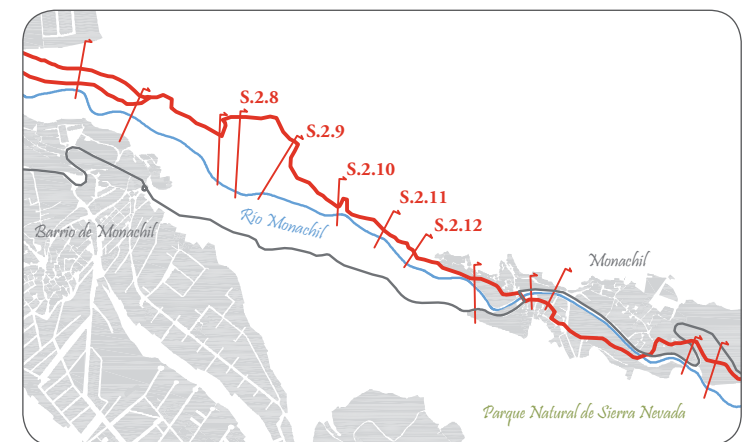 S.2.8
S.2.9
S.2.10
S.2.11
S.2.12
Río Monachil
Barrio de Monachil
Monachil
Parque Natural de Sierra Nevada